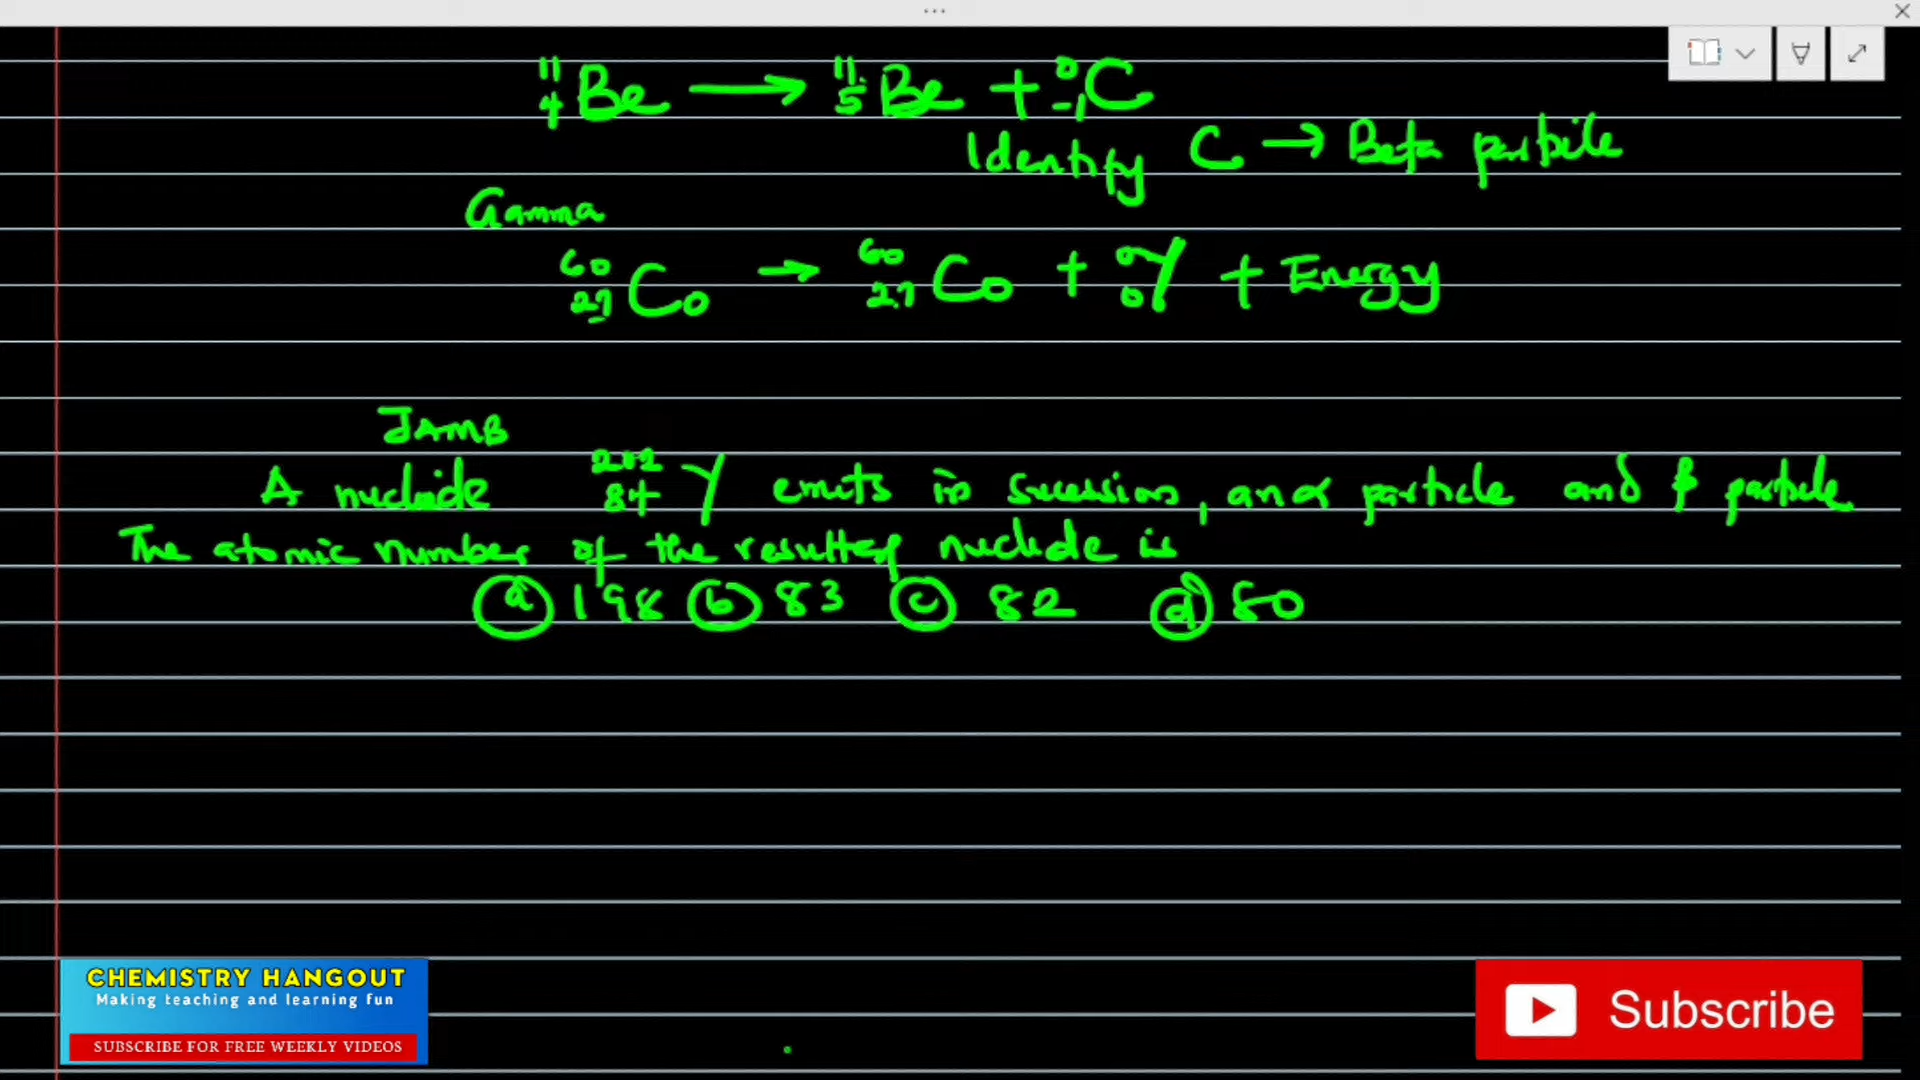 ...
¹¹₄Be → ¹¹₅Be + ⁰₋₁C
Identify C → Beta particle
Gamma
⁶⁰₂₇Co → ⁶⁰₂₇Co + ⁰₀γ + Energy
JAMB
A nuclide ²⁰²₈₄Y emits in sucession, an α particle and β particle.
The atomic number of the resulting nuclide is
(a) 198 (b) 83 (c) 82 (d) 80
CHEMISTRY HANGOUT
Making teaching and learning fun
SUBSCRIBE FOR FREE WEEKLY VIDEOS
Subscribe